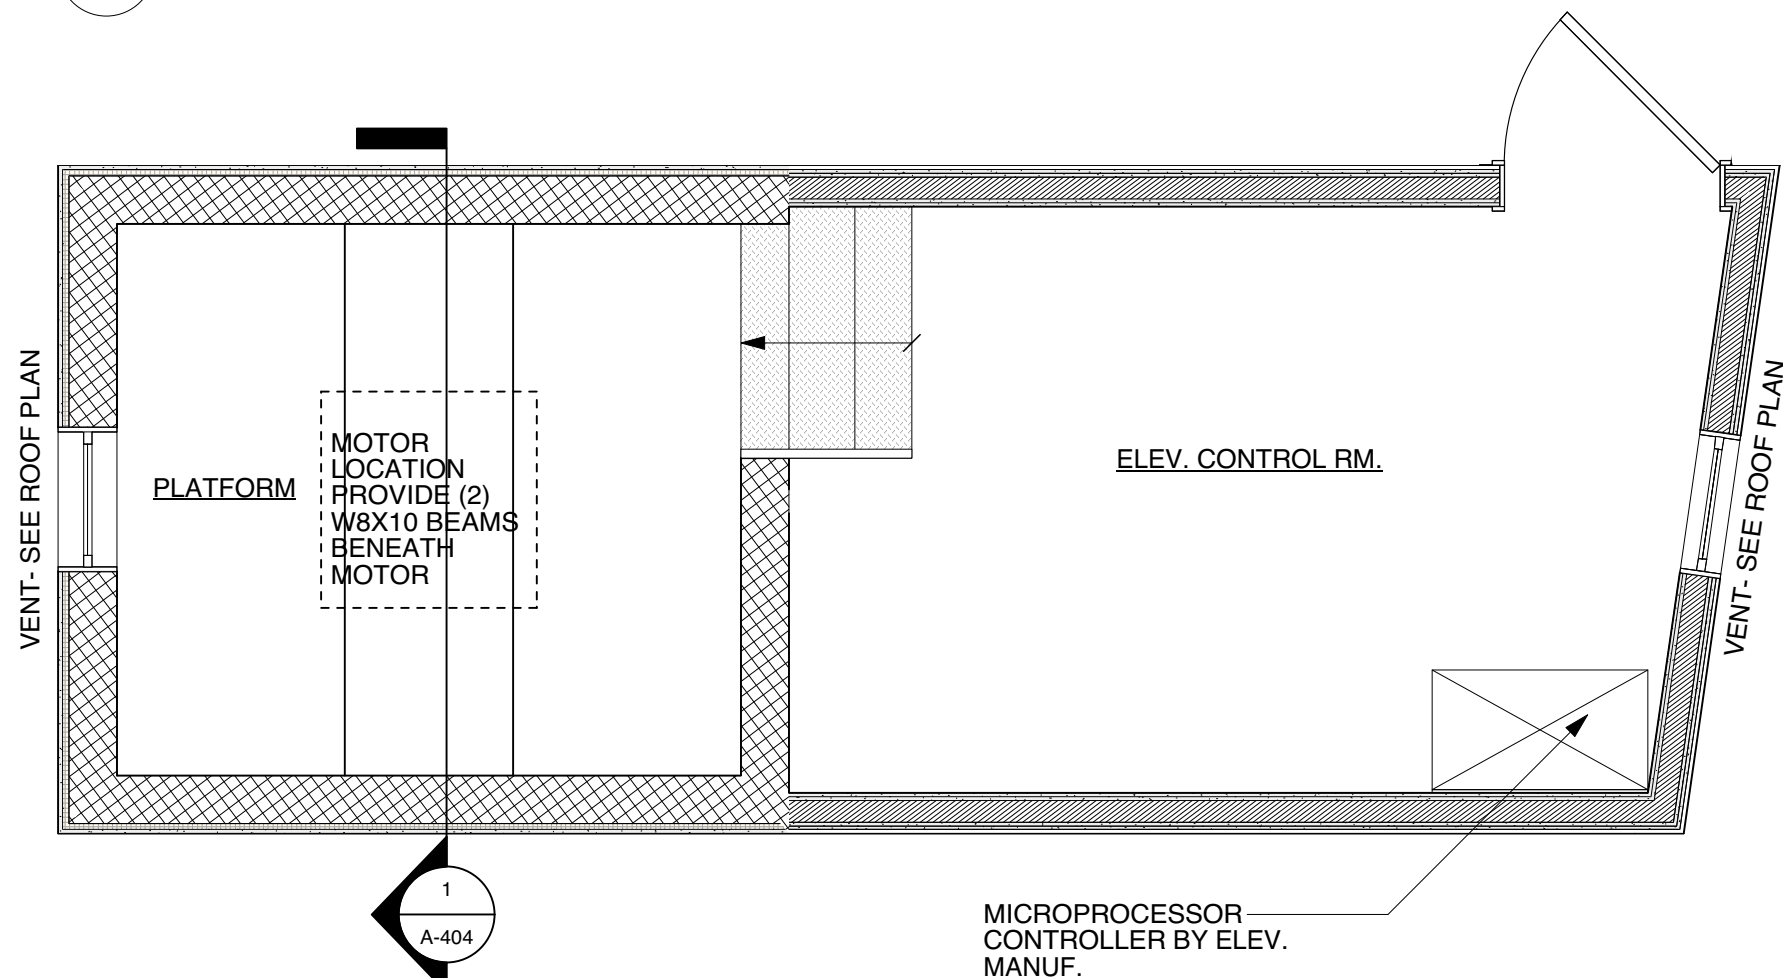 VENT- SEE ROOF PLAN
PLATFORM
MOTOR
LOCATION
PROVIDE (2)
W8X10 BEAMS
BENEATH
MOTOR
ELEV. CONTROL RM.
VENT- SEE ROOF PLAN
1
A-404
MICROPROCESSOR
CONTROLLER BY ELEV.
MANUF.